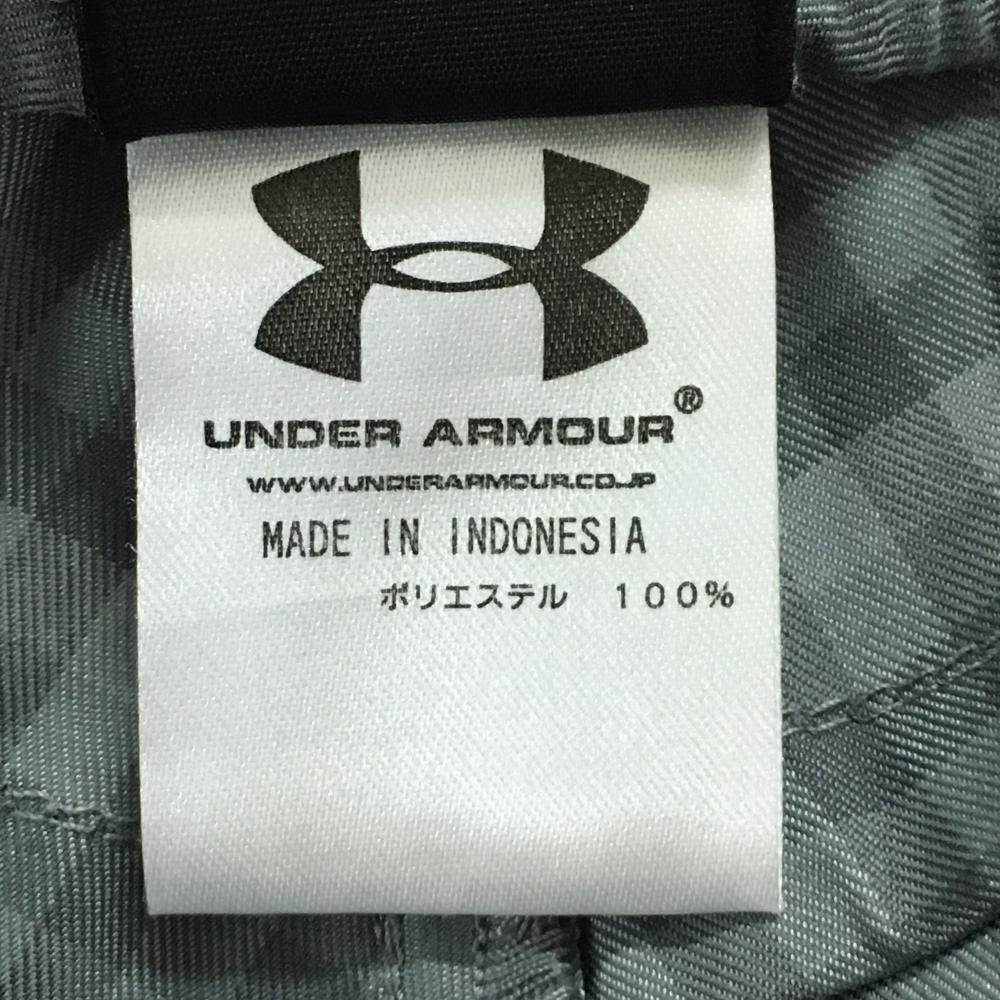 UNDER ARMOUR®
WWW.UNDERARMOUR.CO.JP
MADE IN INDONESIA
ポリエステル 100%